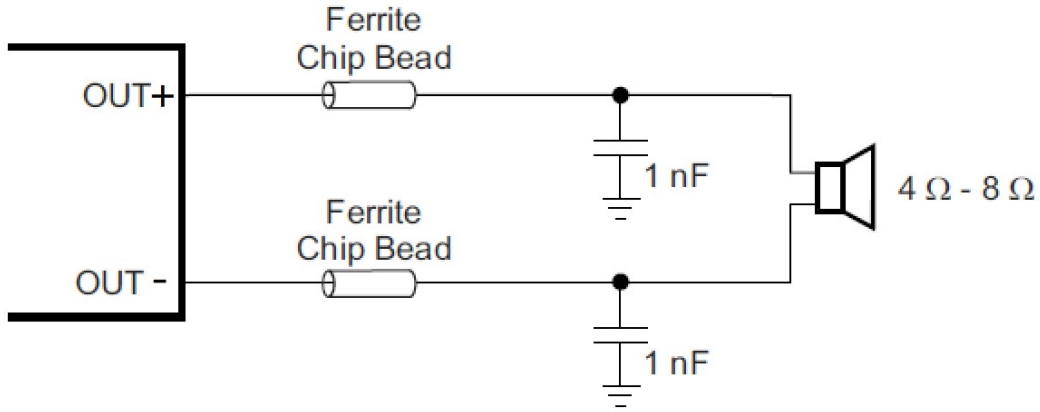 Ferrite
Chip Bead
OUT+
1 nF
4 Ω - 8 Ω
Ferrite
Chip Bead
OUT -
1 nF